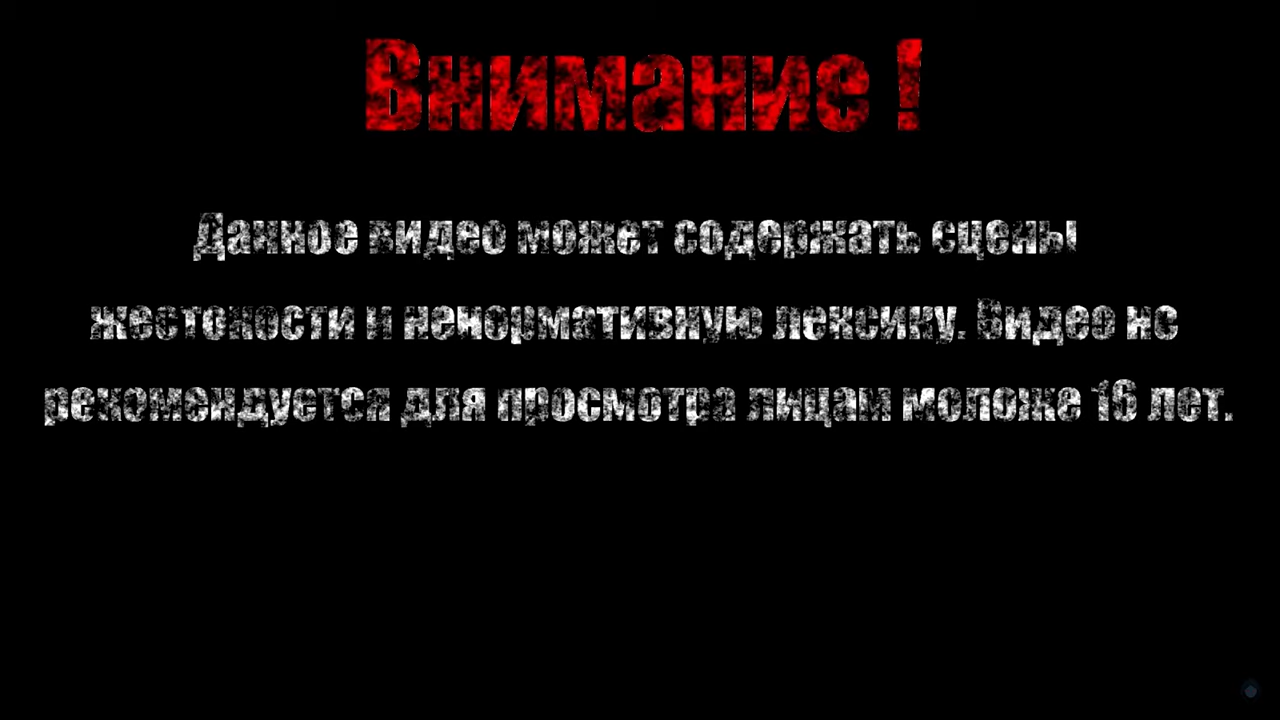 Внимание !
Данное видео может содержать сцены
жестокости и ненормативную лексику. Видео не
рекомендуется для просмотра лицам моложе 16 лет.